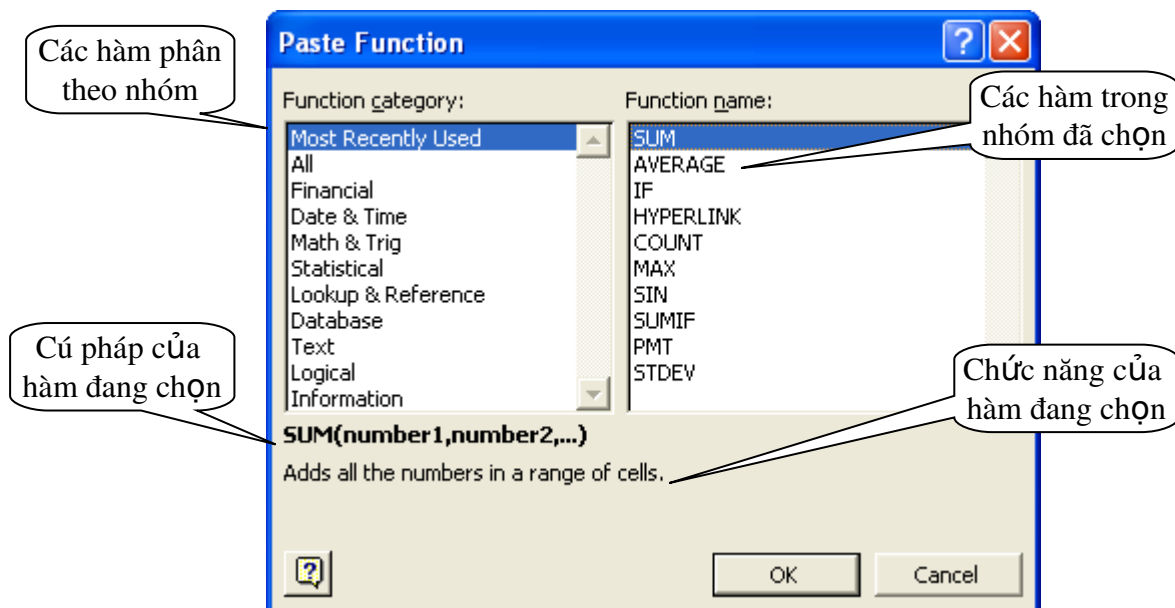 Các hàm phân
theo nhóm
Paste Function
Function category:
Function name:
Các hàm trong
nhóm đã chọn
Most Recently Used
All
Financial
Date & Time
Math & Trig
Statistical
Lookup & Reference
Database
Text
Logical
Information
SUM
AVERAGE
IF
HYPERLINK
COUNT
MAX
SIN
SUMIF
PMT
STDEV
Cú pháp của
hàm đang chọn
Chức năng của
hàm đang chọn
SUM(number1,number2,...)
Adds all the numbers in a range of cells.
OK
Cancel